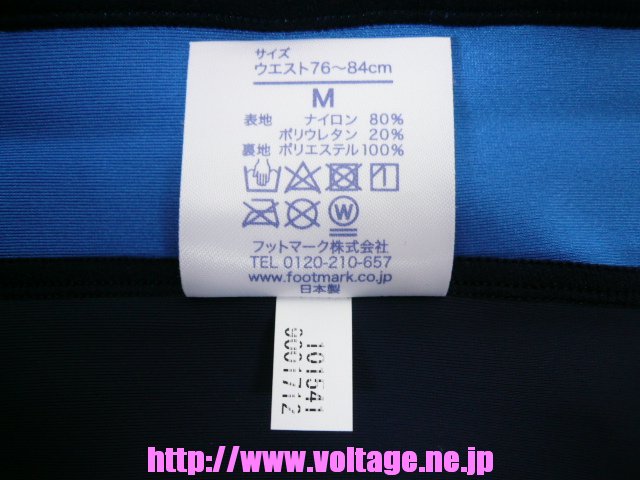 サイズ
ウエスト76～84cm
M
表地 ナイロン 80%
ポリウレタン 20%
裏地 ポリエステル100%
W
フットマーク株式会社
TEL 0120-210-657
www.footmark.co.jp
日本製
101541
90001712
http://www.voltage.ne.jp